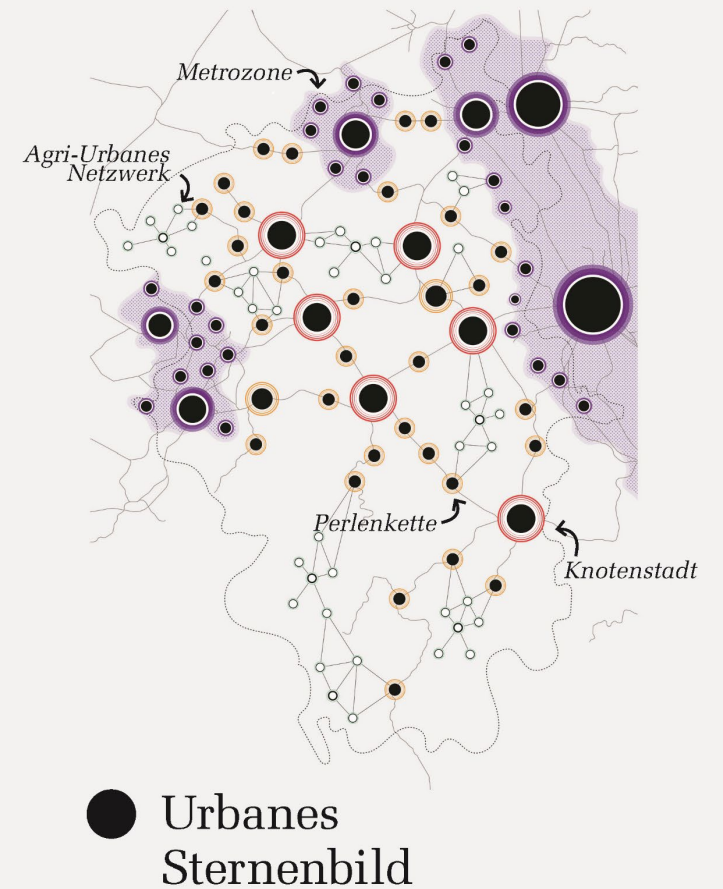 Metrozone
Agri-Urbanes
Netzwerk
Perlenkette
Knotenstadt
Urbanes
Sternenbild